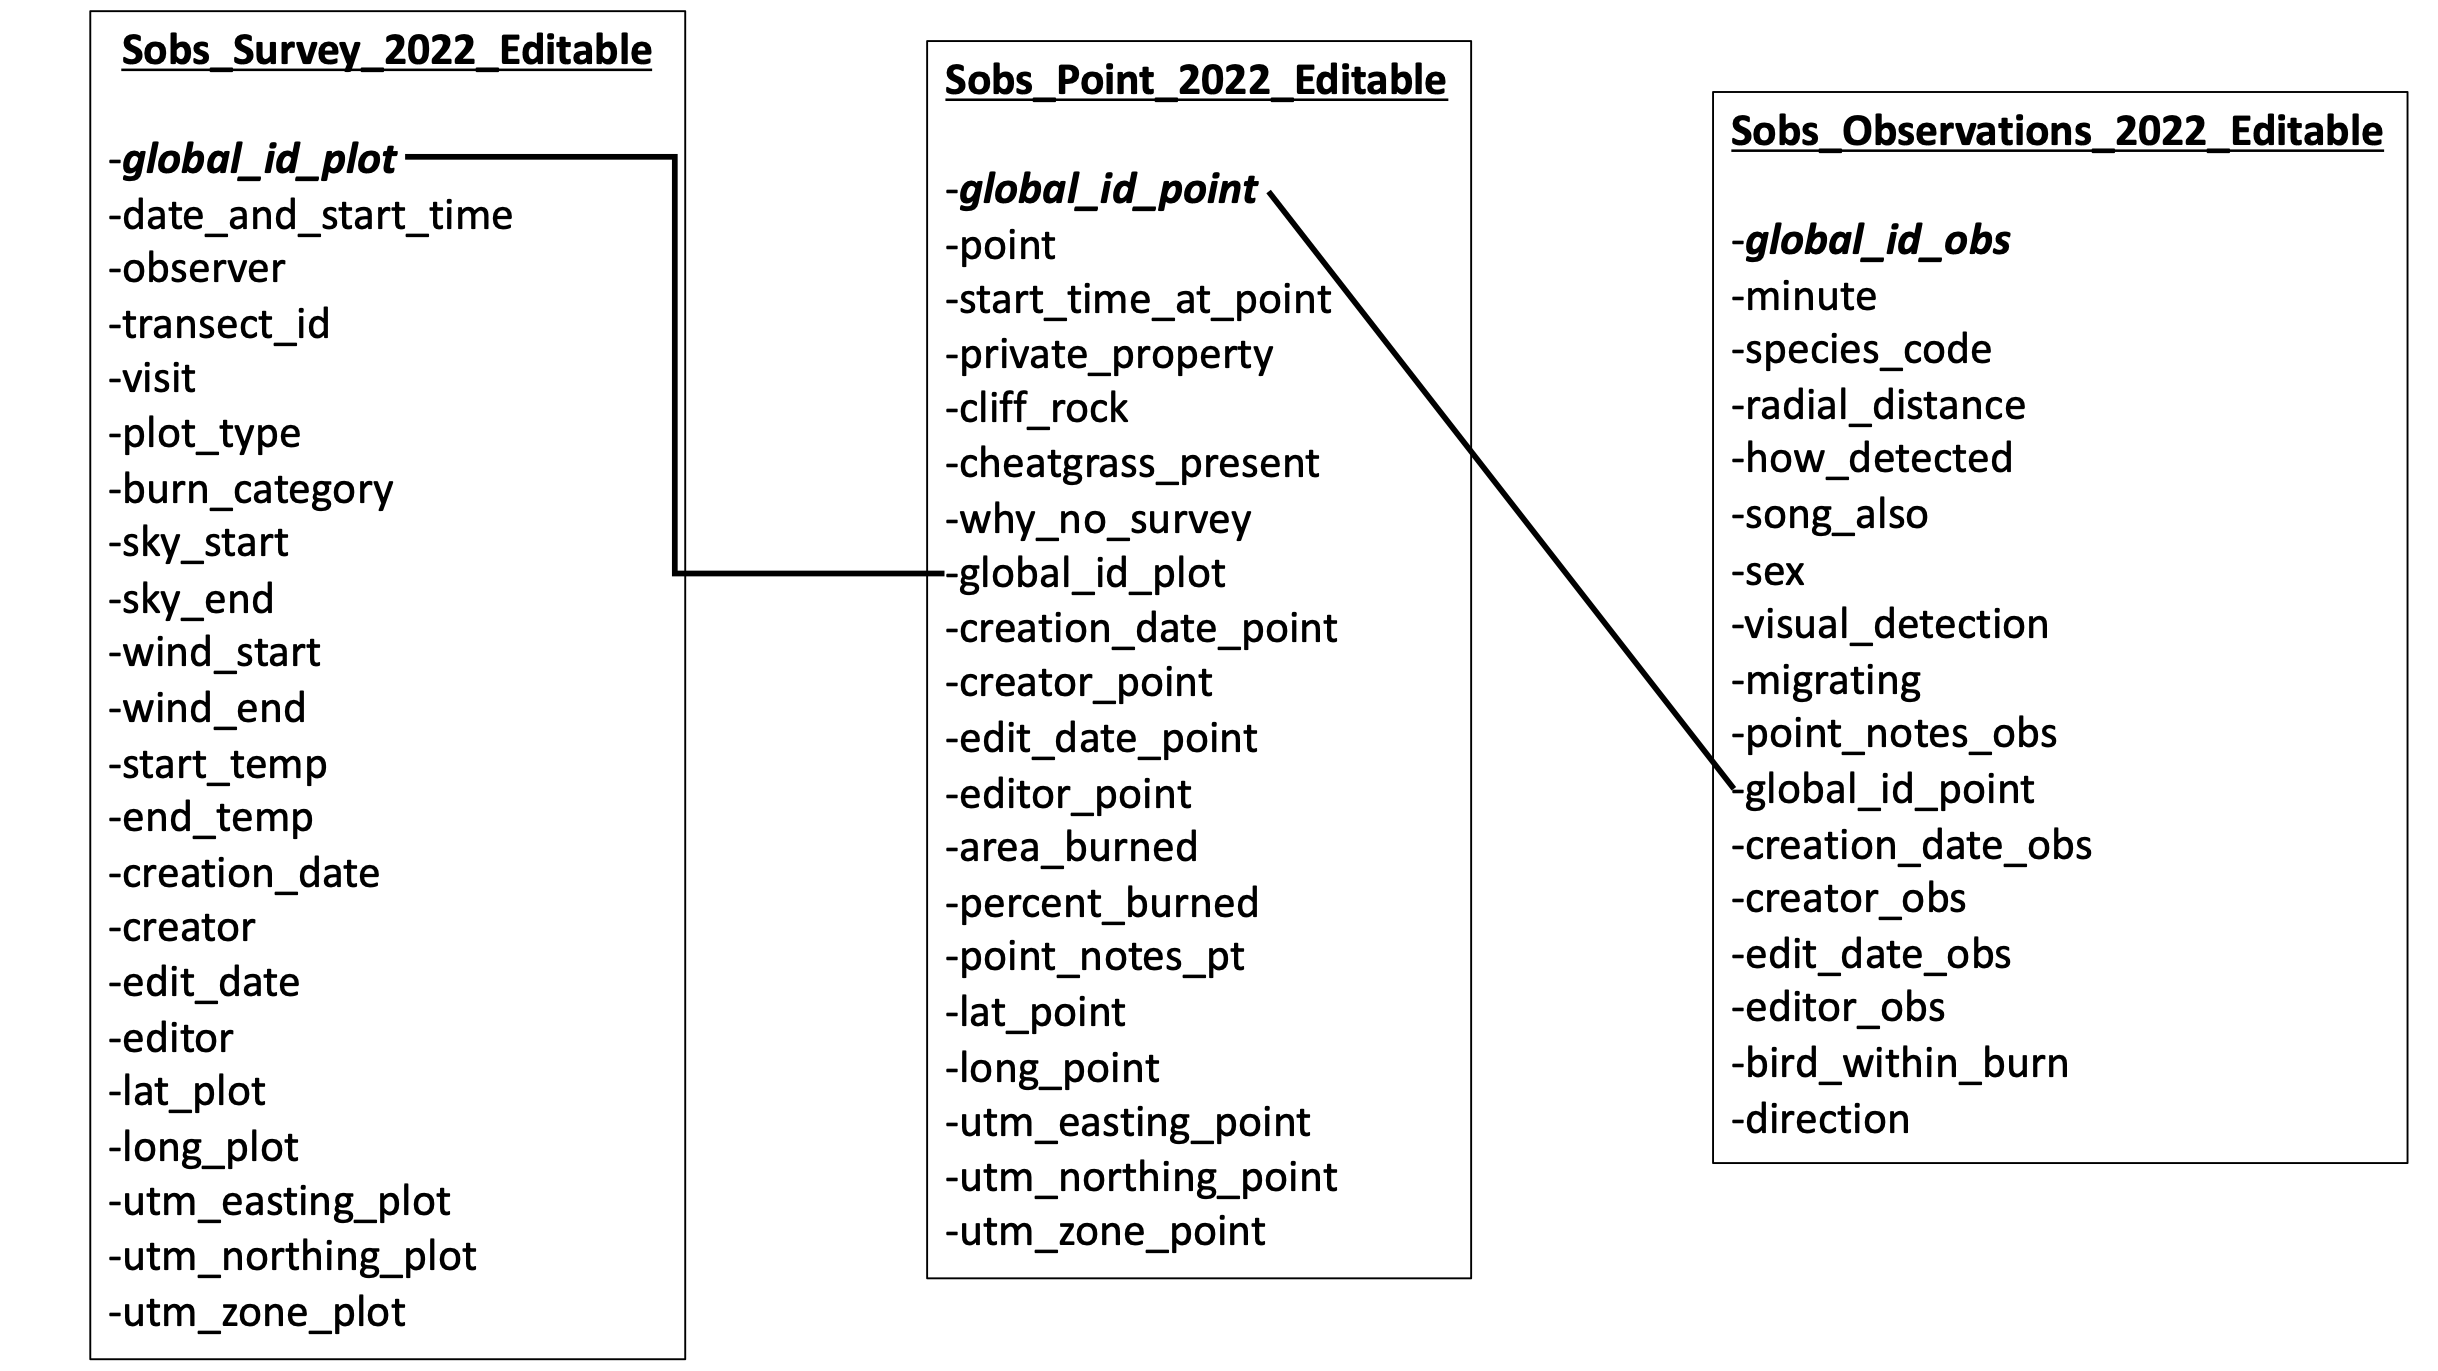 Sobs_Survey_2022_Editable
-global_id_plot
-date_and_start_time
-observer
-transect_id
-visit
-plot_type
-burn_category
-sky_start
-sky_end
-wind_start
-wind_end
-start_temp
-end_temp
-creation_date
-creator
-edit_date
-editor
-lat_plot
-long_plot
-utm_easting_plot
-utm_northing_plot
-utm_zone_plot
Sobs_Point_2022_Editable
-global_id_point
-point
-start_time_at_point
-private_property
-cliff_rock
-cheatgrass_present
-why_no_survey
-global_id_plot
-creation_date_point
-creator_point
-edit_date_point
-editor_point
-area_burned
-percent_burned
-point_notes_pt
-lat_point
-long_point
-utm_easting_point
-utm_northing_point
-utm_zone_point
Sobs_Observations_2022_Editable
-global_id_obs
-minute
-species_code
-radial_distance
-how_detected
-song_also
-sex
-visual_detection
-migrating
-point_notes_obs
-global_id_point
-creation_date_obs
-creator_obs
-edit_date_obs
-editor_obs
-bird_within_burn
-direction